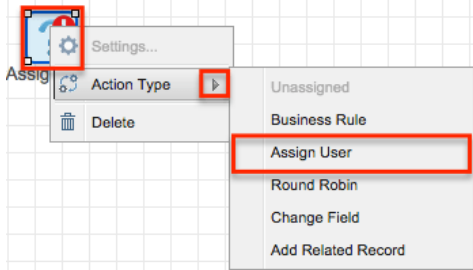 Settings...
Assig
Action Type
Delete
Unassigned
Business Rule
Assign User
Round Robin
Change Field
Add Related Record